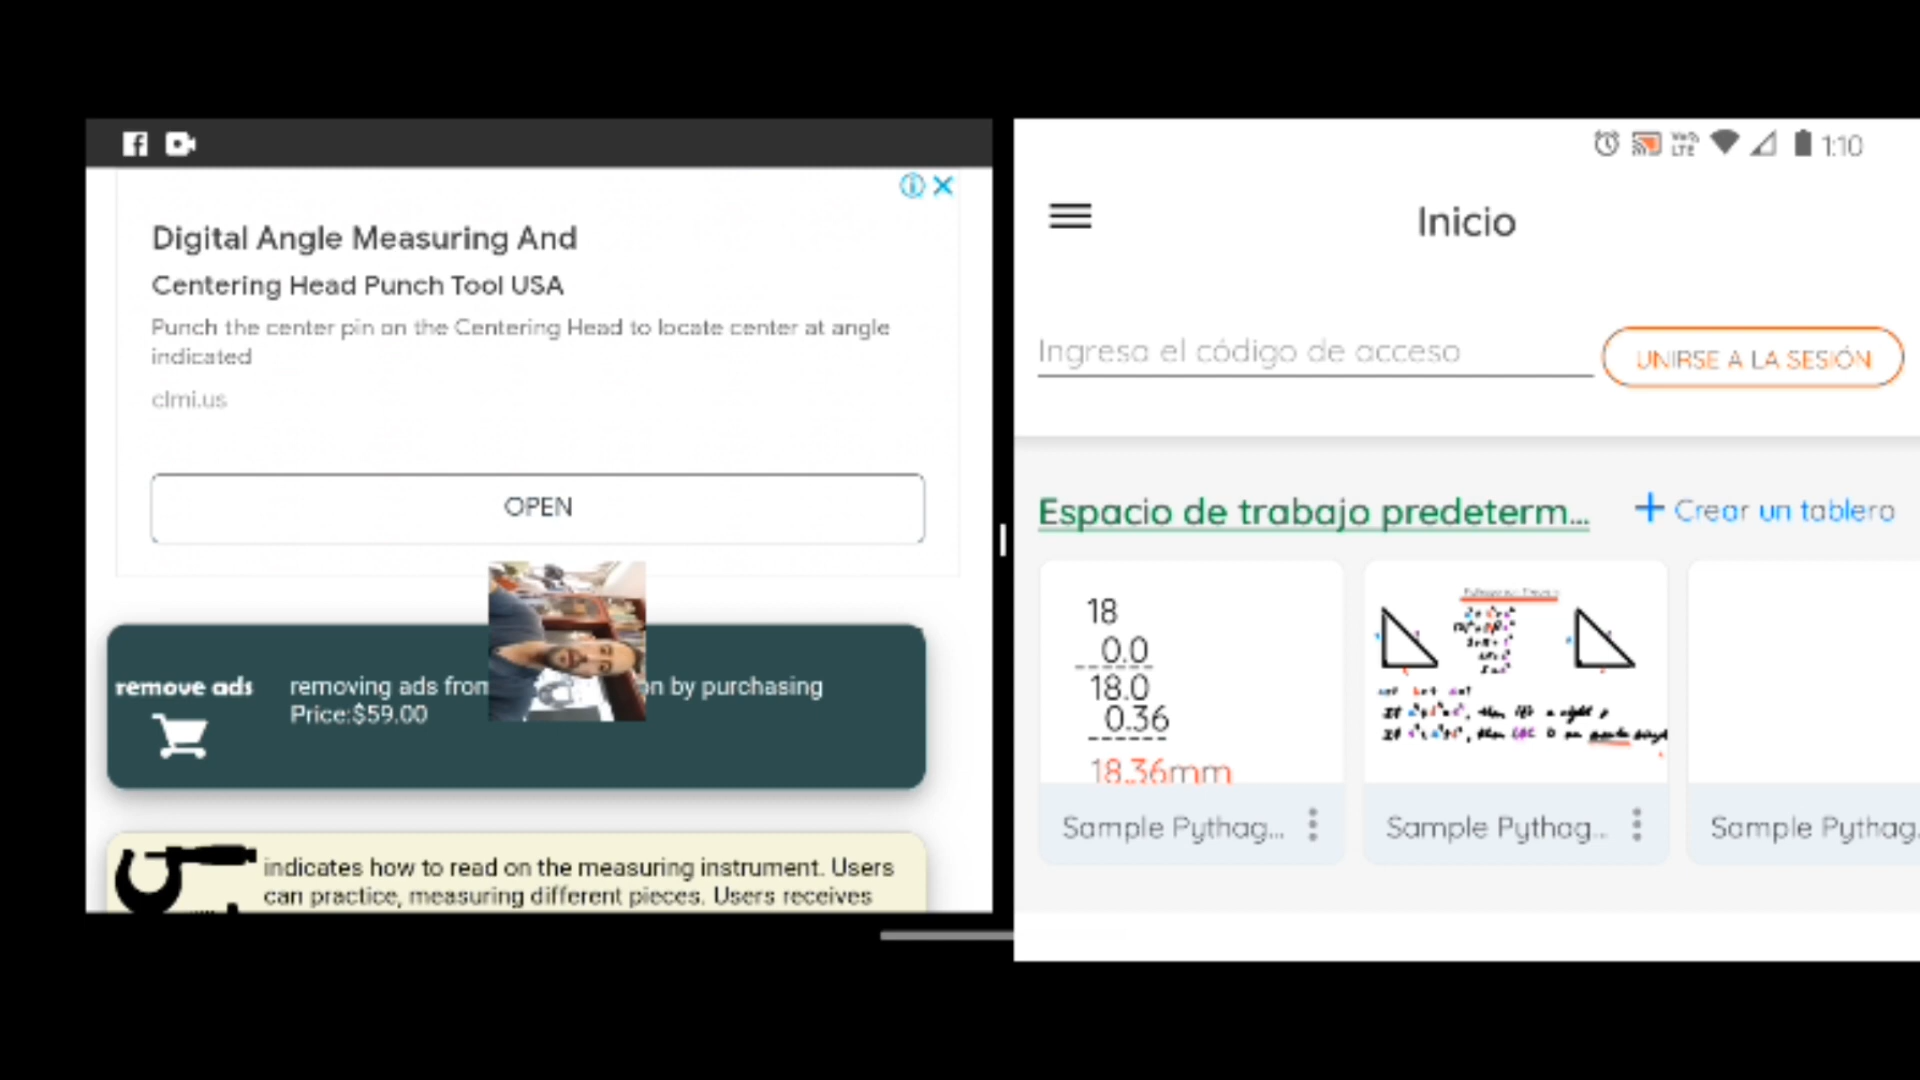 Digital Angle Measuring And
Centering Head Punch Tool USA
Punch the center pin on the Centering Head to locate center at angle
indicated
clmi.us
OPEN
remove ads
removing ads from on by purchasing
Price:$59.00
indicates how to read on the measuring instrument. Users
can practice, measuring different pieces. Users receives
LTE
1:10
Inicio
Ingresa el código de acceso
UNIRSE A LA SESIÓN
Espacio de trabajo predeterm...
+ Crear un tablero
18
0.0
18.0
0.36
18.36mm
Sample Pythag...
Sample Pythag...
Sample Pythag.